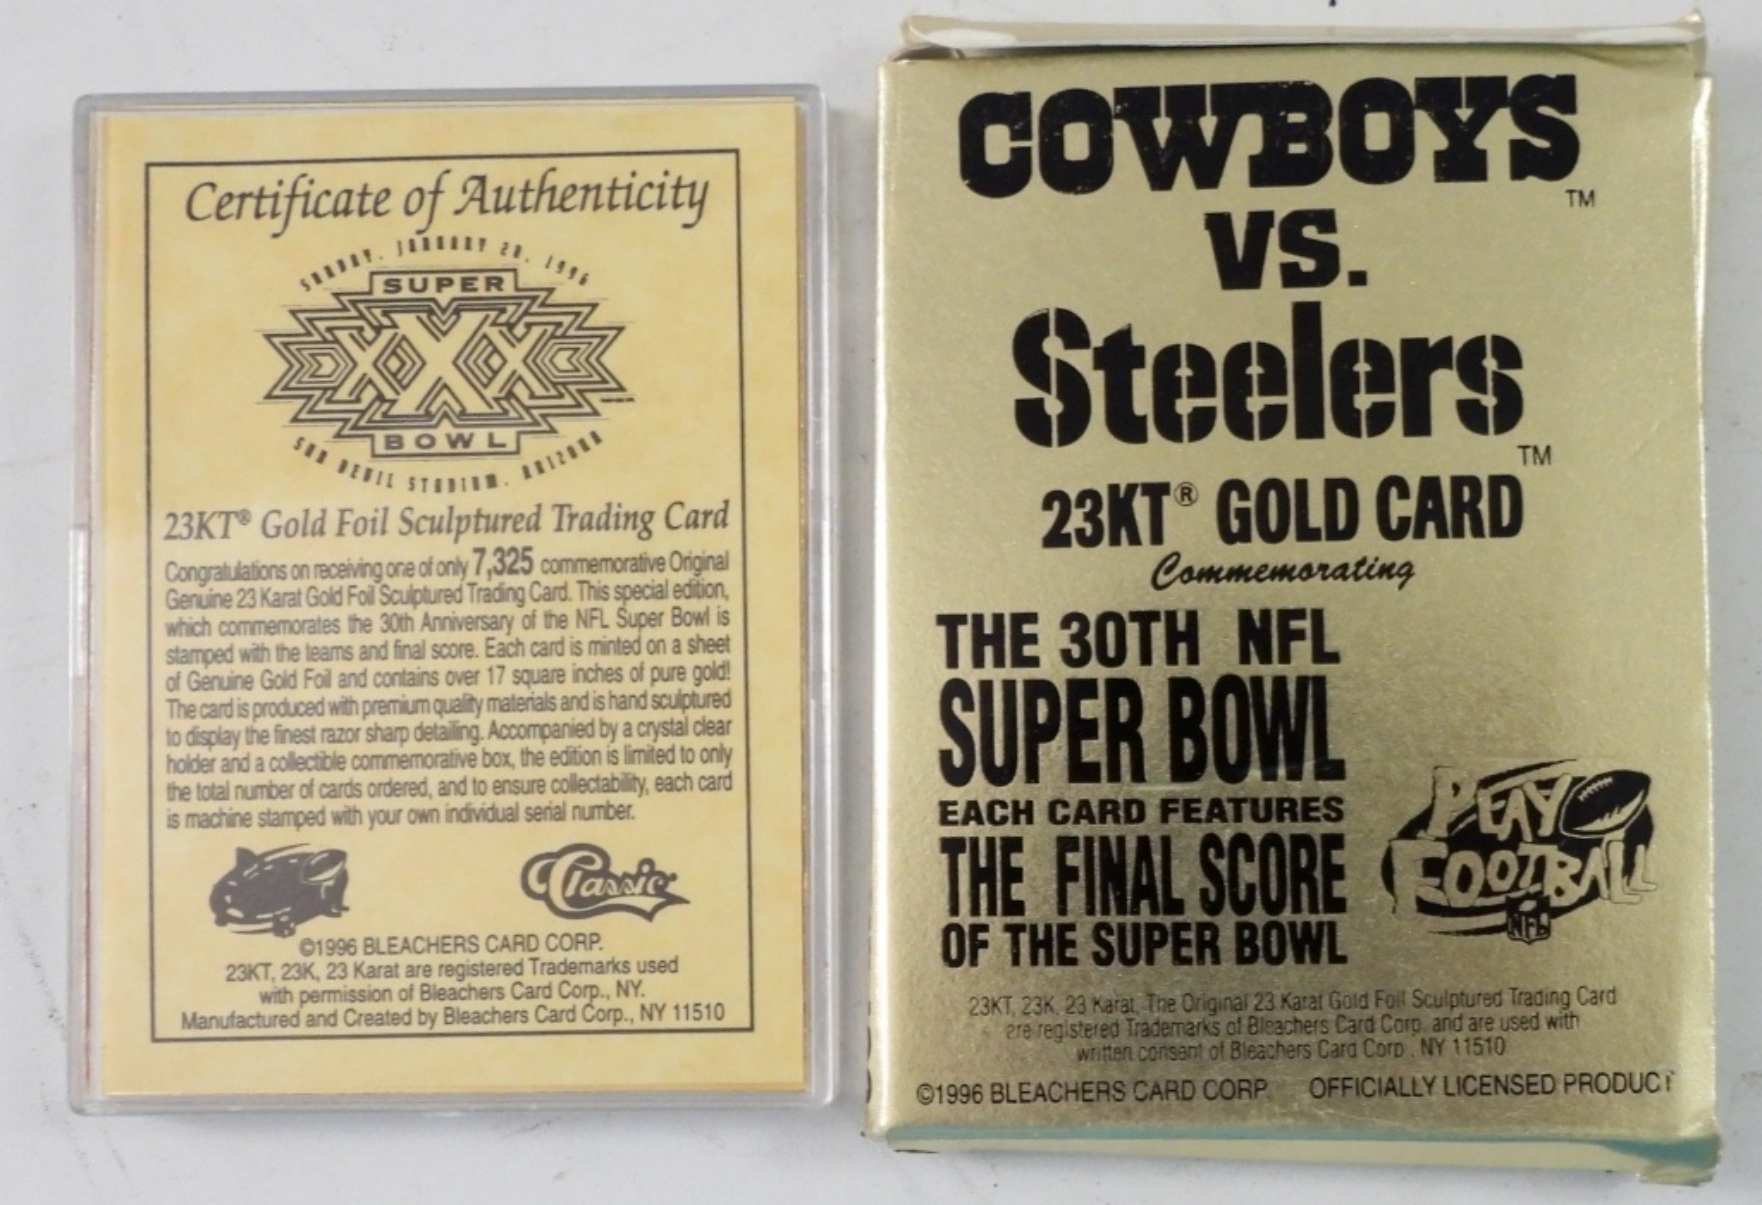 Certificate of Authenticity
SUNDAY, JANUARY 28, 1996
SUPER
XXX
BOWL
SUN DEVIL STADIUM, ARIZONA
23KT® Gold Foil Sculptured Trading Card
Congratulations on receiving one of only 7,325 commemorative Original
Genuine 23 Karat Gold Foil Sculptured Trading Card. This special edition,
which commemorates the 30th Anniversary of the NFL Super Bowl is
stamped with the teams and final score. Each card is minted on a sheet
of Genuine Gold Foil and contains over 17 square inches of pure gold!
The card is produced with premium quality materials and is hand sculptured
to display the finest razor sharp detailing. Accompanied by a crystal clear
holder and a collectible commemorative box, the edition is limited to only
the total number of cards ordered, and to ensure collectability, each card
is machine stamped with your own individual serial number.
Classic
©1996 BLEACHERS CARD CORP.
23KT, 23K, 23 Karat are registered Trademarks used
with permission of Bleachers Card Corp., NY.
Manufactured and Created by Bleachers Card Corp., NY 11510
COWBOYS
TM
VS.
Steelers
TM
23KT® GOLD CARD
Commemorating
THE 30TH NFL
SUPER BOWL
EACH CARD FEATURES
THE FINAL SCORE
OF THE SUPER BOWL
PLAY
FOOTBALL
NFL
23KT, 23K, 23 Karat, The Original 23 Karat Gold Foil Sculptured Trading Card
are registered Trademarks of Bleachers Card Corp. and are used with
written consent of Bleachers Card Corp., NY 11510
©1996 BLEACHERS CARD CORP. OFFICIALLY LICENSED PRODUCT